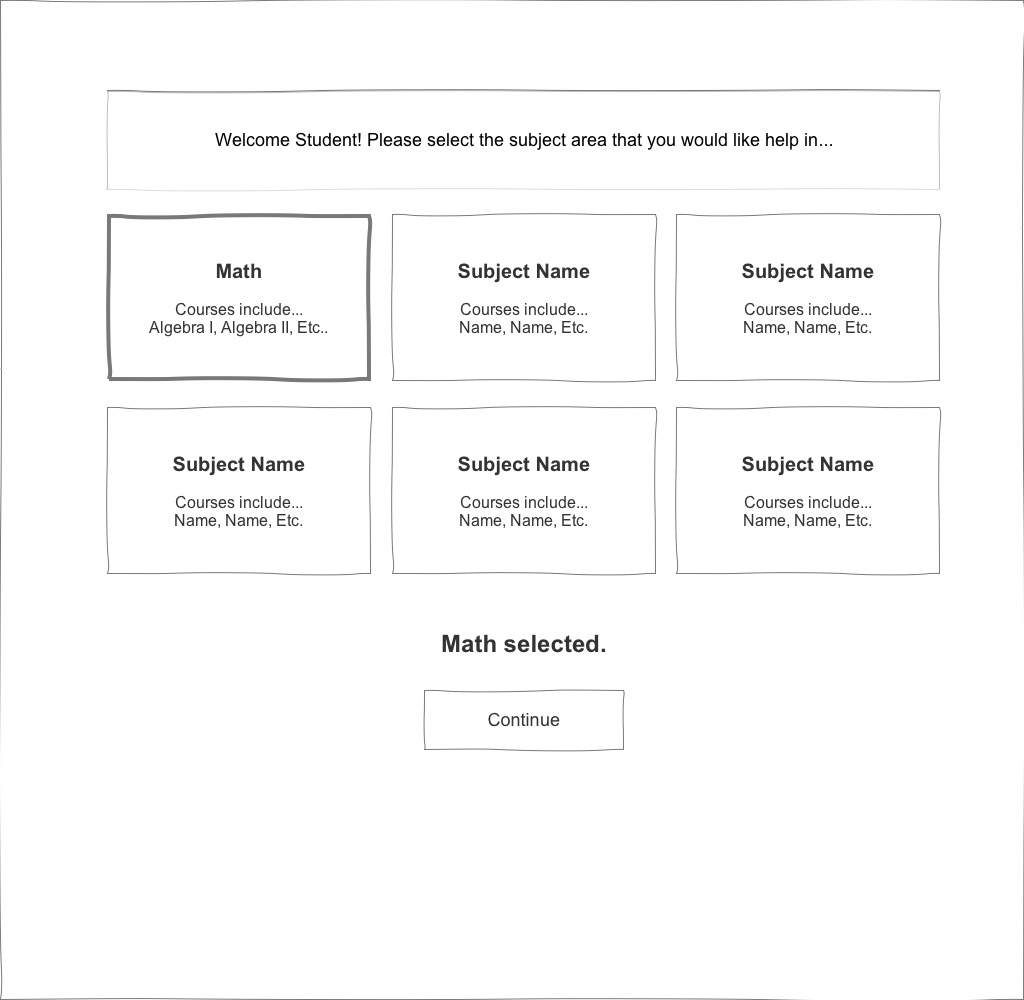 Welcome Student! Please select the subject area that you would like help in...
Math
Courses include...
Algebra I, Algebra II, Etc..
Subject Name
Courses include...
Name, Name, Etc.
Subject Name
Courses include...
Name, Name, Etc.
Subject Name
Courses include...
Name, Name, Etc.
Subject Name
Courses include...
Name, Name, Etc.
Subject Name
Courses include...
Name, Name, Etc.
Math selected.
Continue